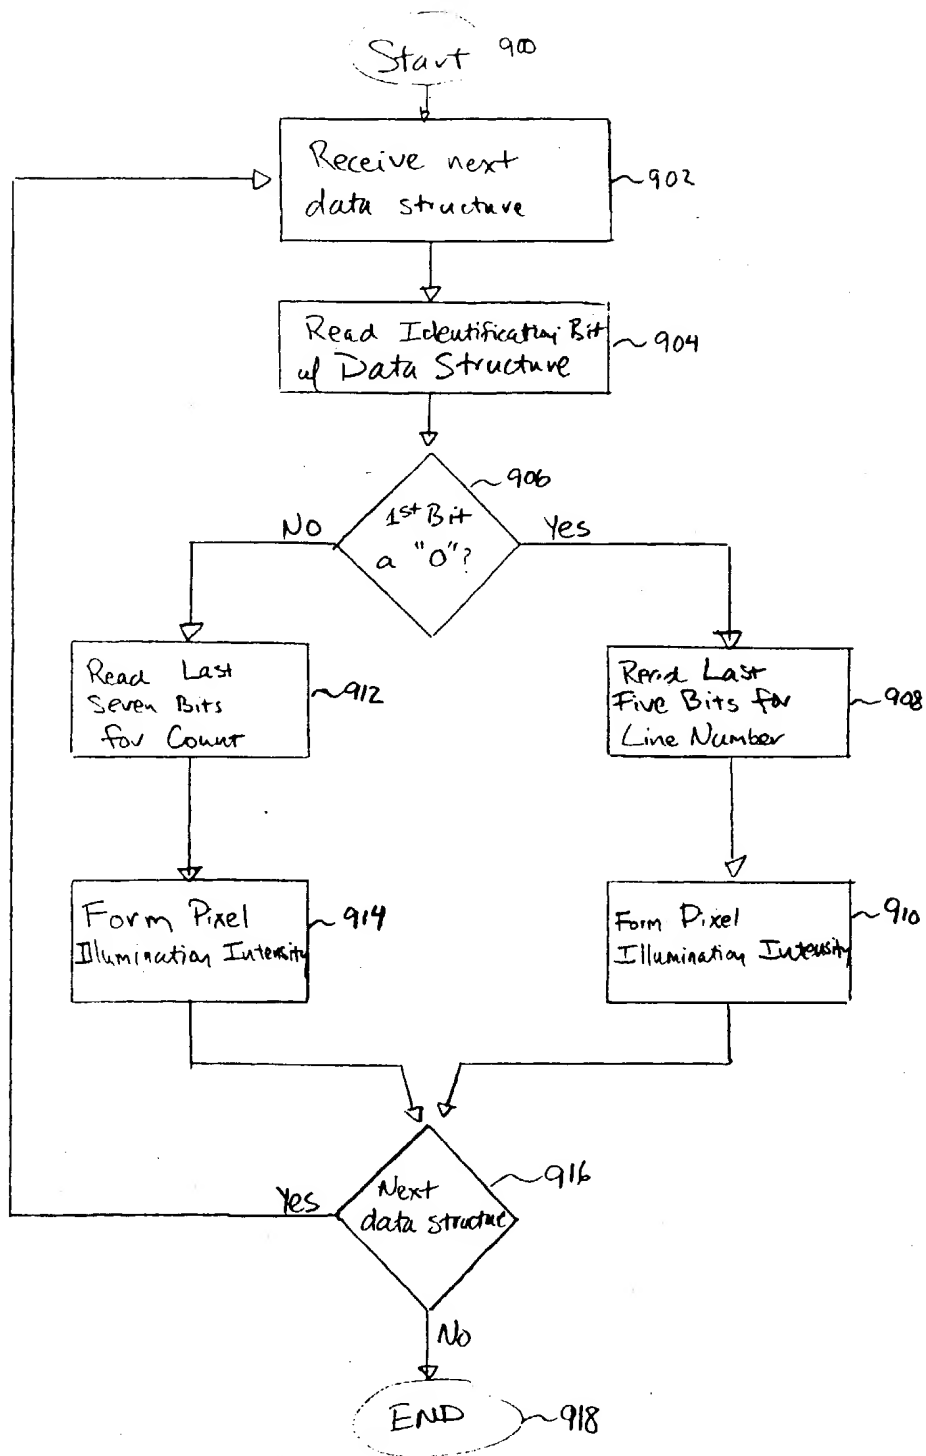 Start 900
Receive next
data structure
902
Read Identification Bit
w/ Data Structure
904
906
1st Bit
a "0"?
No
Yes
Read Last
Seven Bits
for Count
912
Read Last
Five Bits for
Line Number
908
Form Pixel
Illumination Intensity
914
Form Pixel
Illumination Intensity
910
Next
data structure
916
Yes
No
END
918